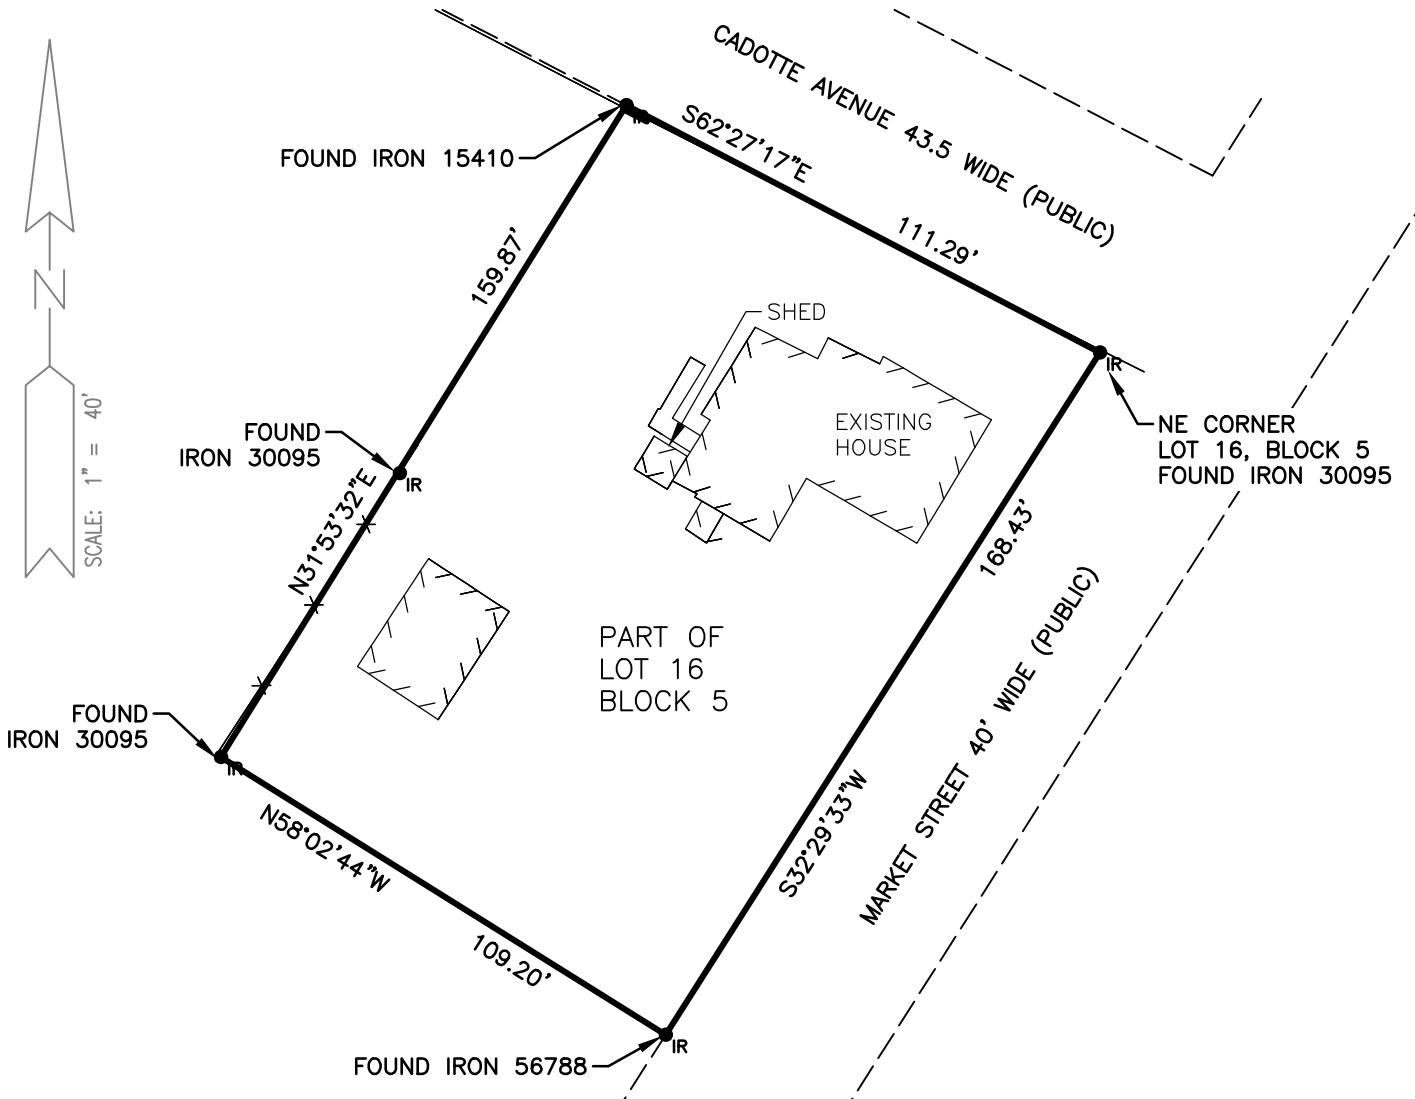 CADOTTE AVENUE 43.5 WIDE (PUBLIC)
S62°27'17"E
IR
FOUND IRON 15410
111.29'
159.87'
N
SHED
IR
EXISTING
HOUSE
NE CORNER
LOT 16, BLOCK 5
FOUND IRON 30095
FOUND
IRON 30095
IR
SCALE: 1" = 40'
N31°53'32"E
168.43'
PART OF
LOT 16
BLOCK 5
MARKET STREET 40' WIDE (PUBLIC)
FOUND
IRON 30095
IR
S32°29'33"W
N58°02'44"W
109.20'
IR
FOUND IRON 56788